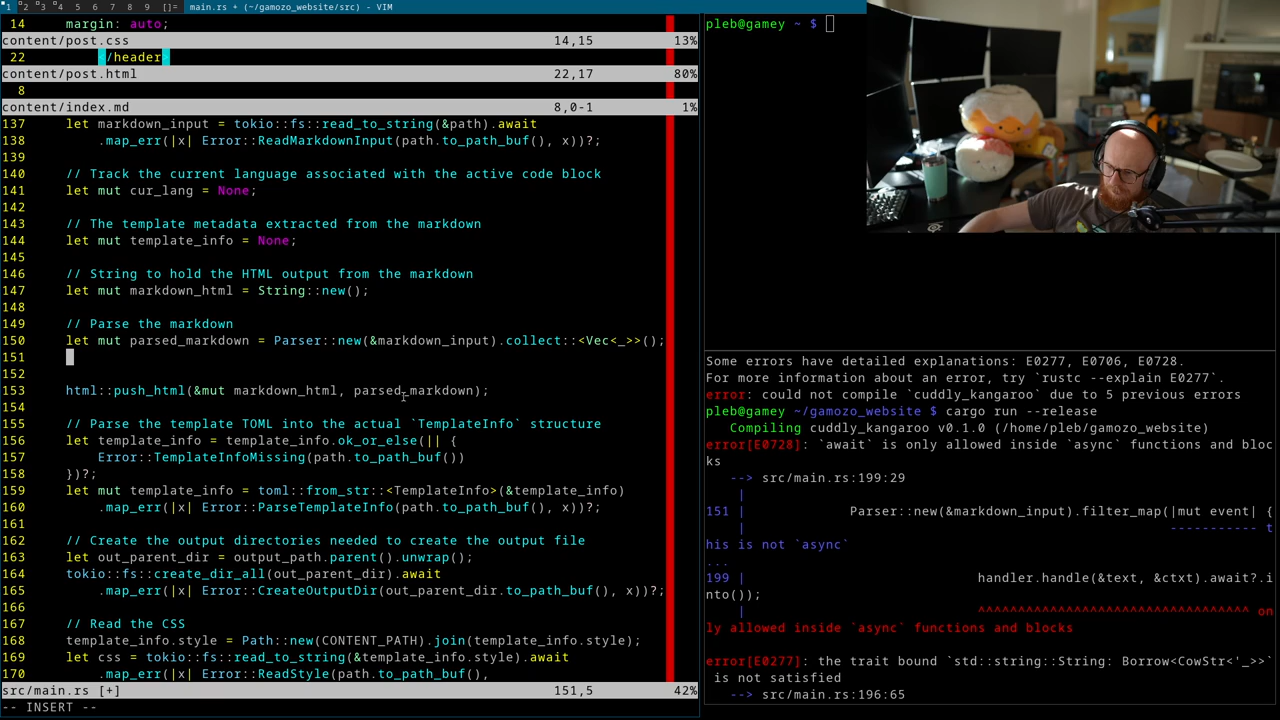 1 2 3 4 5 6 7 8 9 []= main.rs + (~/gamozo_website/src) - VIM
14     margin: auto;
content/post.css 14,15 13%
22         </header>
content/post.html 22,17 80%
8
content/index.md 8,0-1 1%
137     let markdown_input = tokio::fs::read_to_string(&path).await
138         .map_err(|x| Error::ReadMarkdownInput(path.to_path_buf(), x))?;
139
140     // Track the current language associated with the active code block
141     let mut cur_lang = None;
142
143     // The template metadata extracted from the markdown
144     let mut template_info = None;
145
146     // String to hold the HTML output from the markdown
147     let mut markdown_html = String::new();
148
149     // Parse the markdown
150     let mut parsed_markdown = Parser::new(&markdown_input).collect::<Vec<_>>();
151
152
153     html::push_html(&mut markdown_html, parsed_markdown);
154
155     // Parse the template TOML into the actual `TemplateInfo` structure
156     let template_info = template_info.ok_or_else(|| {
157         Error::TemplateInfoMissing(path.to_path_buf())
158     })?;
159     let mut template_info = toml::from_str::<TemplateInfo>(&template_info)
160         .map_err(|x| Error::ParseTemplateInfo(path.to_path_buf(), x))?;
161
162     // Create the output directories needed to create the output file
163     let out_parent_dir = output_path.parent().unwrap();
164     tokio::fs::create_dir_all(out_parent_dir).await
165         .map_err(|x| Error::CreateOutputDir(out_parent_dir.to_path_buf(), x))?;
166
167     // Read the CSS
168     template_info.style = Path::new(CONTENT_PATH).join(template_info.style);
169     let css = tokio::fs::read_to_string(&template_info.style).await
170         .map_err(|x| Error::ReadStyle(path.to_path_buf(),
src/main.rs [+] 151,5 42%
-- INSERT --
pleb@gamey ~ $
Some errors have detailed explanations: E0277, E0706, E0728.
For more information about an error, try `rustc --explain E0277`.
error: could not compile `cuddly_kangaroo` due to 5 previous errors
pleb@gamey ~/gamozo_website $ cargo run --release
   Compiling cuddly_kangaroo v0.1.0 (/home/pleb/gamozo_website)
error[E0728]: `await` is only allowed inside `async` functions and bloc
ks
   --> src/main.rs:199:29
    |
151 |             Parser::new(&markdown_input).filter_map(|mut event| {
    |                                                     ----------- t
his is not `async`
...
199 |                             handler.handle(&text, &ctxt).await?.i
nto());
    |                             ^^^^^^^^^^^^^^^^^^^^^^^^^^^^^^^^^^ on
ly allowed inside `async` functions and blocks
error[E0277]: the trait bound `std::string::String: Borrow<CowStr<'_>>`
 is not satisfied
   --> src/main.rs:196:65